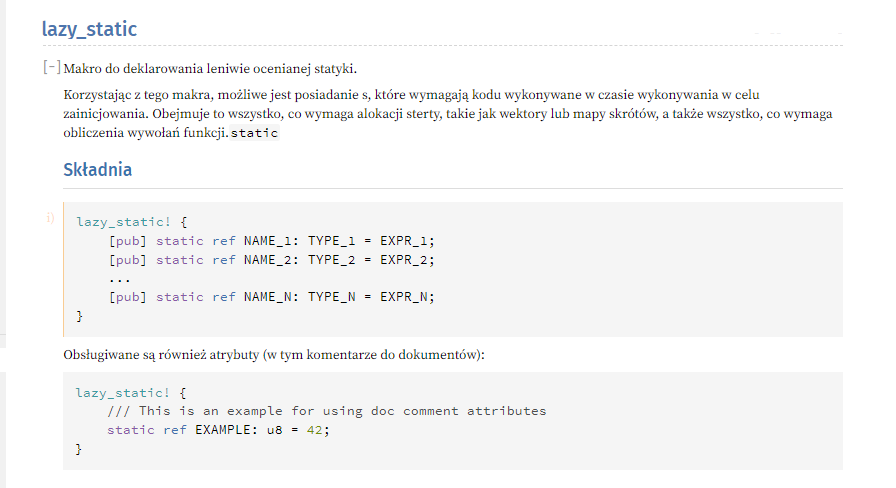 lazy_static
[-] Makro do deklarowania leniwie ocenianej statyki.
Korzystając z tego makra, możliwe jest posiadanie s, które wymagają kodu wykonywane w czasie wykonywania w celu
zainicjowania. Obejmuje to wszystko, co wymaga alokacji sterty, takie jak wektory lub mapy skrótów, a także wszystko, co wymaga
obliczenia wywołań funkcji. static
Składnia
lazy_static! {
    [pub] static ref NAME_1: TYPE_1 = EXPR_1;
    [pub] static ref NAME_2: TYPE_2 = EXPR_2;
    ...
    [pub] static ref NAME_N: TYPE_N = EXPR_N;
}
Obsługiwane są również atrybuty (w tym komentarze do dokumentów):
lazy_static! {
    /// This is an example for using doc comment attributes
    static ref EXAMPLE: u8 = 42;
}